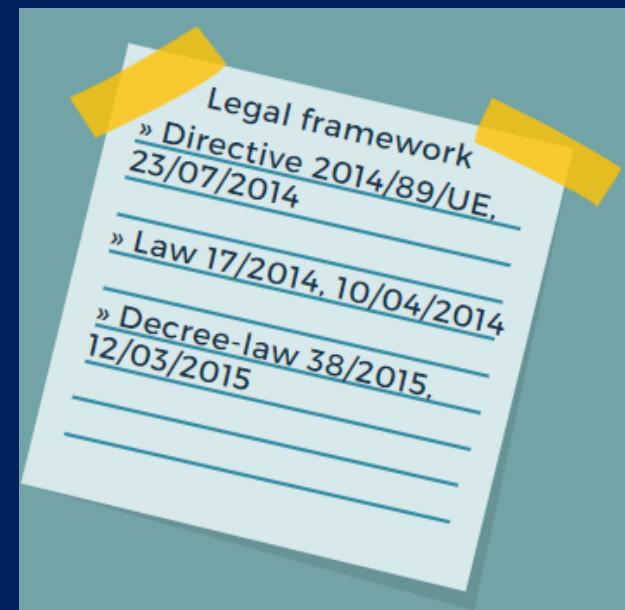 Legal framework
» Directive 2014/89/UE,
23/07/2014
» Law 17/2014, 10/04/2014
» Decree-law 38/2015,
12/03/2015